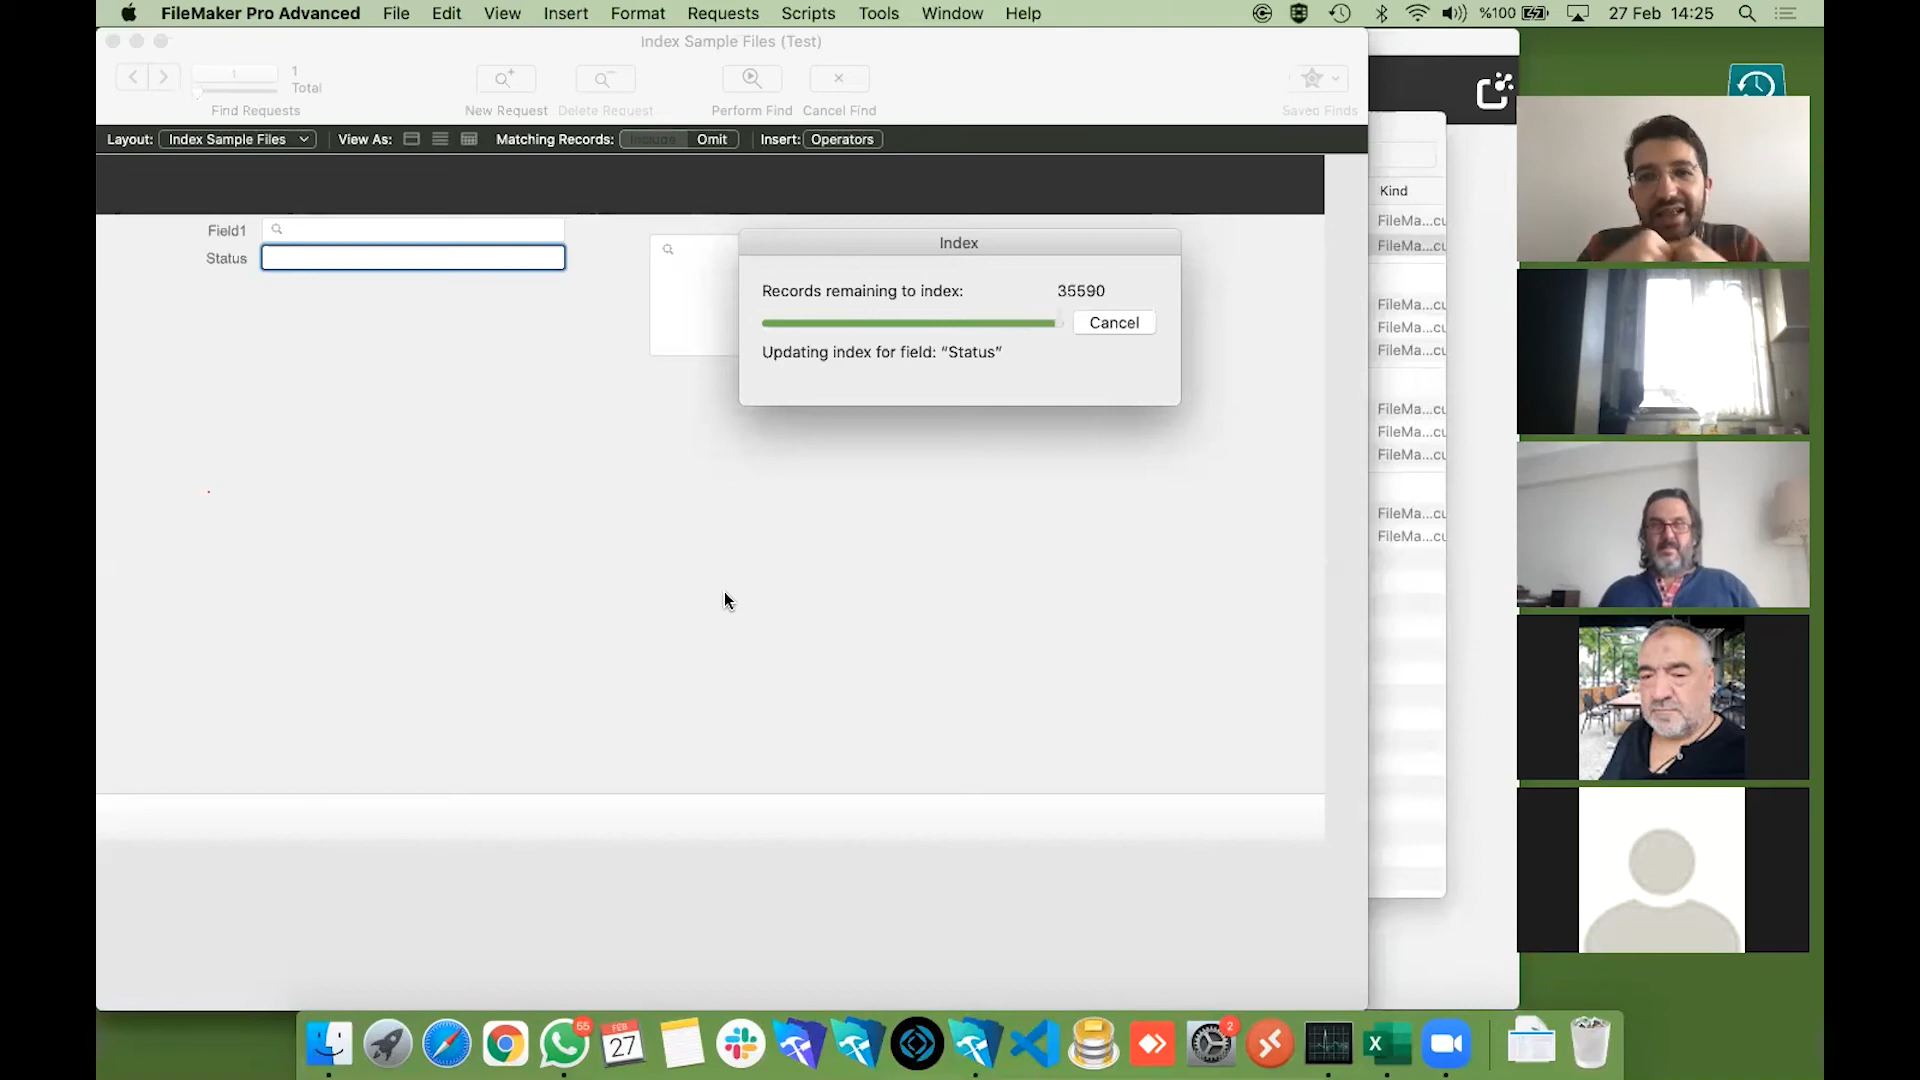 FileMaker Pro Advanced File Edit View Insert Format Requests Scripts Tools Window Help %100 27 Feb 14:25
Index Sample Files (Test)
1
1
Total
Find Requests
New Request
Delete Request
Perform Find
Cancel Find
Saved Finds
Layout: Index Sample Files View As: Matching Records: Include Omit Insert: Operators
Field1
Status
Index
Records remaining to index: 35590
Cancel
Updating index for field: “Status”
Kind
FileMa...cu
FileMa...cu
FileMa...cu
FileMa...cu
FileMa...cu
FileMa...cu
FileMa...cu
FileMa...cu
FileMa...cu
FileMa...cu
55
FEB
27
2
X